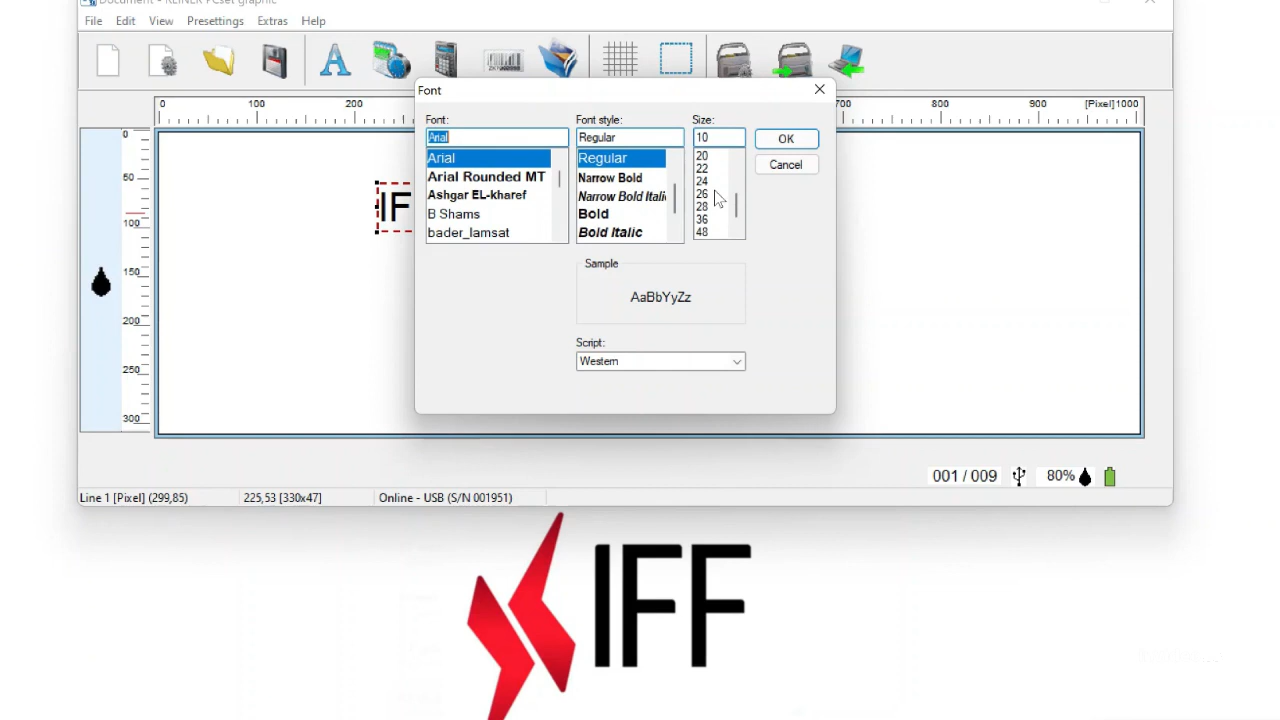 Document - REINER PCset graphic
File Edit View Presettings Extras Help
0 100 200 700 800 900 [Pixel] 1000
0
50
100
150
200
250
300
IF
Font
Font: Font style: Size:
Arial Regular 10 OK
Cancel
Arial
Arial Rounded MT
Ashgar EL-kharef
B Shams
bader_lamsat
Regular
Narrow Bold
Narrow Bold Itali
Bold
Bold Italic
20
22
24
26
28
36
48
Sample
AaBbYyZz
Script:
Western
001 / 009 80%
Line 1 [Pixel] (299,85) 225,53 [330x47] Online - USB (S/N 001951)
IFF